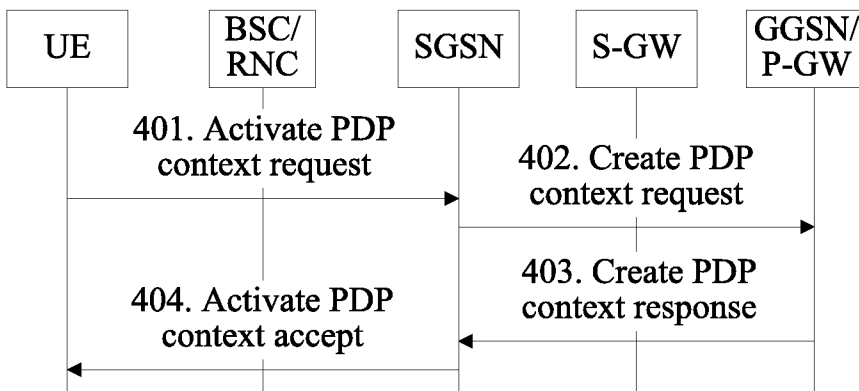 UE
BSC/
RNC
SGSN
S-GW
GGSN/
P-GW
401. Activate PDP
context request
402. Create PDP
context request
403. Create PDP
context response
404. Activate PDP
context accept